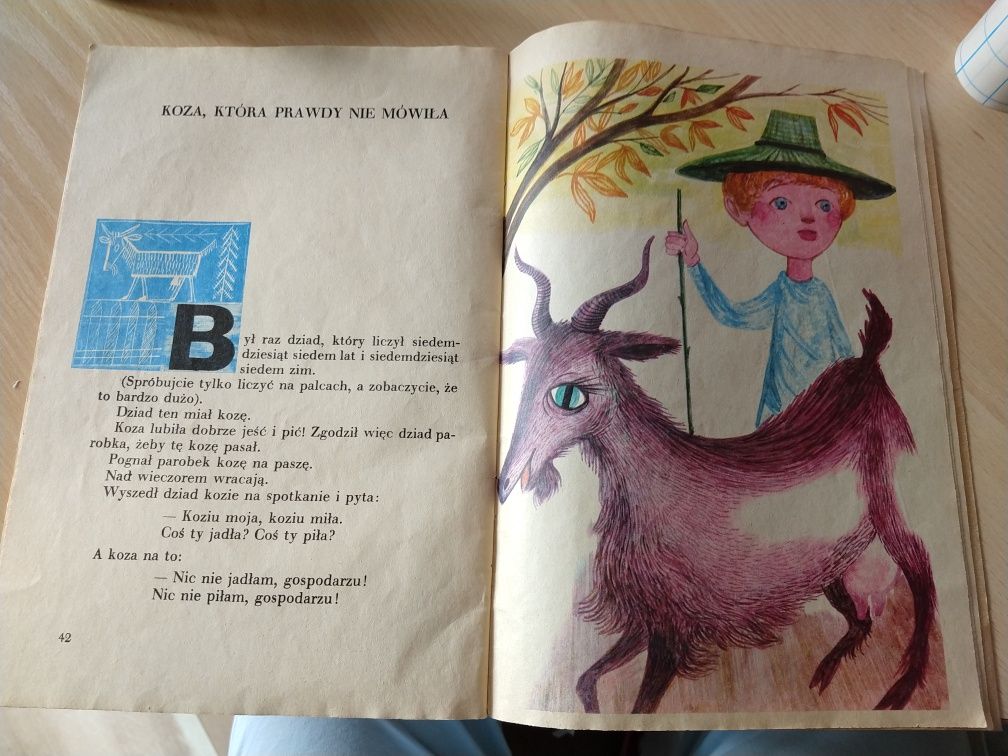 KOZA, KTÓRA PRAWDY NIE MÓWIŁA
Był raz dziad, który liczył siedem-
dziesiąt siedem lat i siedemdziesiąt
siedem zim.
(Spróbujcie tylko liczyć na palcach, a zobaczycie, że
to bardzo dużo).
Dziad ten miał kozę.
Koza lubiła dobrze jeść i pić! Zgodził więc dziad pa-
robka, żeby tę kozę pasał.
Pognał parobek kozę na paszę.
Nad wieczorem wracają.
Wyszedł dziad kozie na spotkanie i pyta:
— Koziu moja, koziu miła.
Coś ty jadła? Coś ty piła?
A koza na to:
— Nic nie jadłam, gospodarzu!
Nic nie piłam, gospodarzu!
42